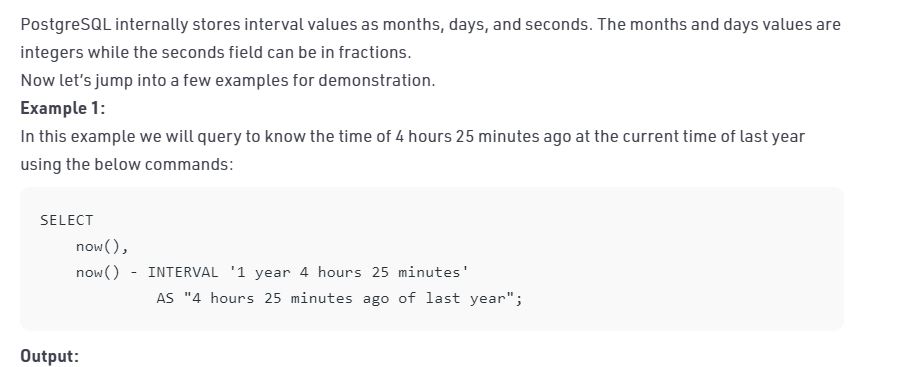 PostgreSQL internally stores interval values as months, days, and seconds. The months and days values are
integers while the seconds field can be in fractions.
Now let's jump into a few examples for demonstration.
Example 1:
In this example we will query to know the time of 4 hours 25 minutes ago at the current time of last year
using the below commands:
SELECT
    now(),
    now() - INTERVAL '1 year 4 hours 25 minutes'
             AS "4 hours 25 minutes ago of last year";
Output: